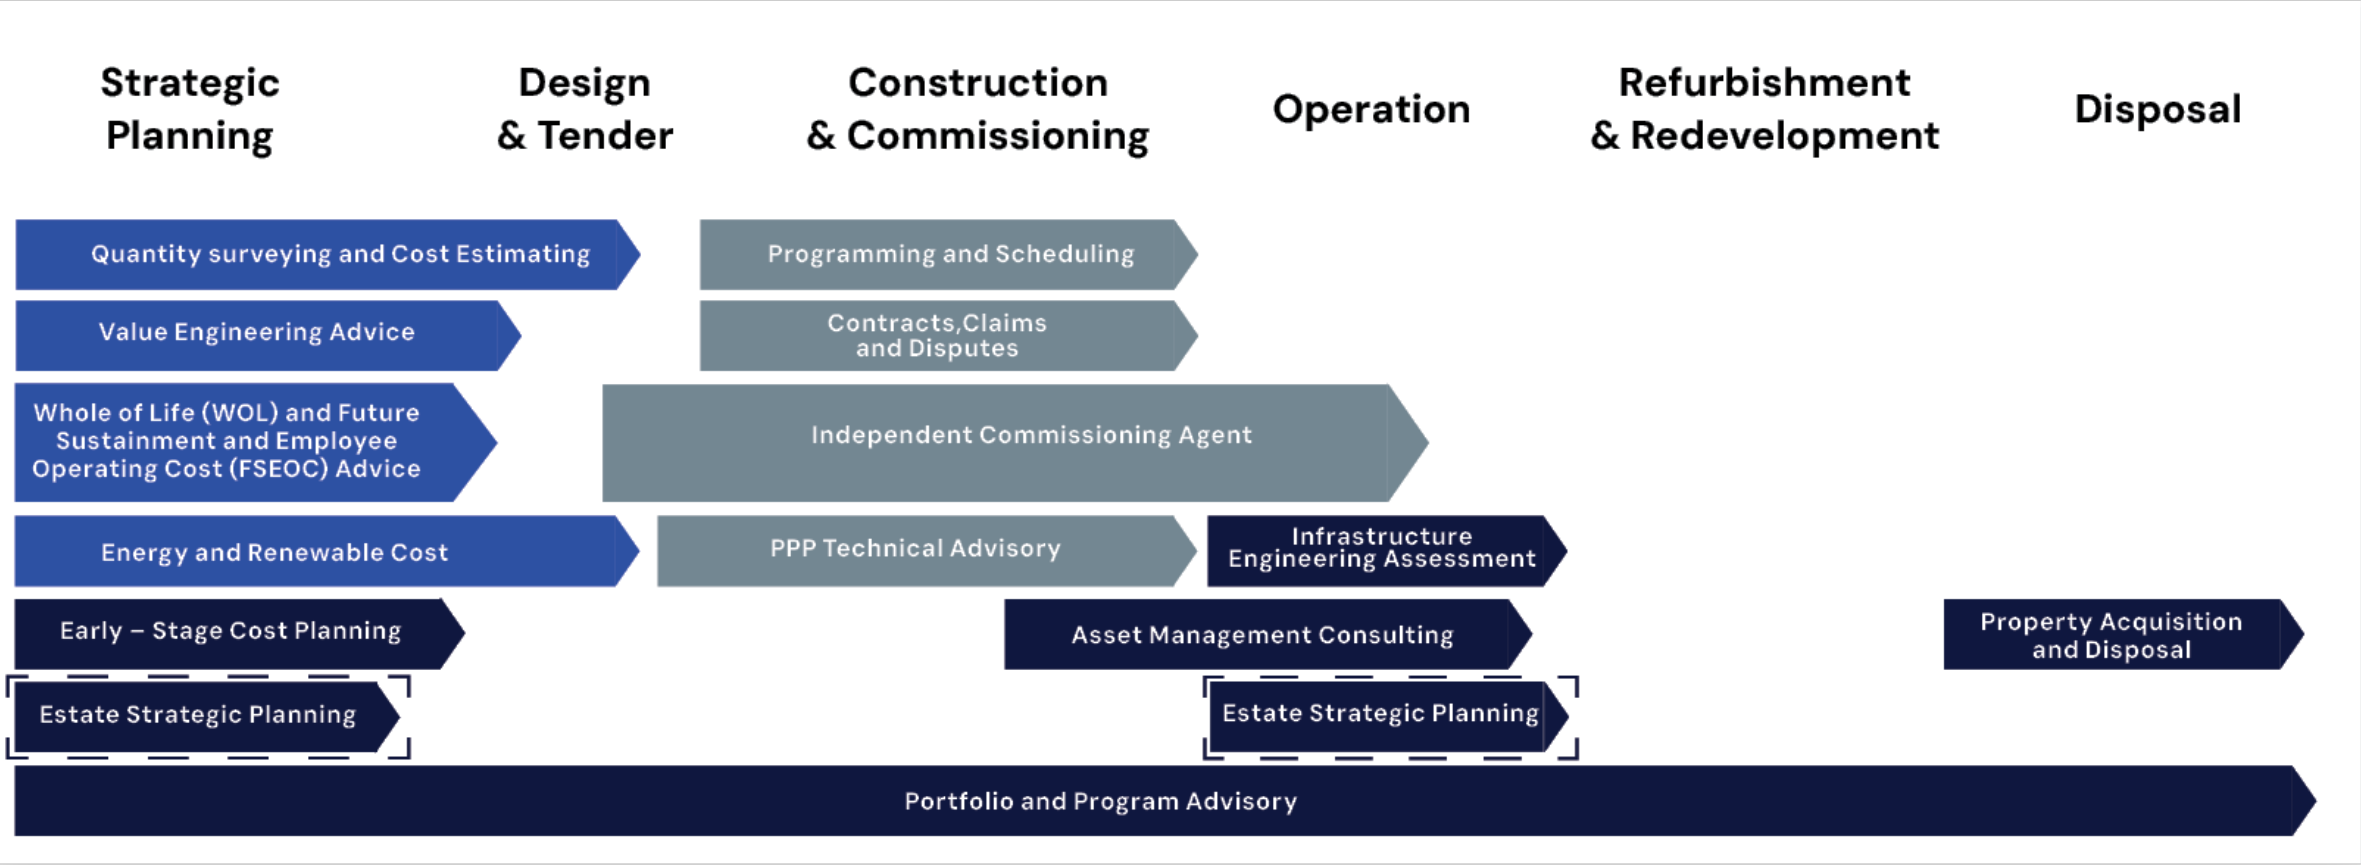 Strategic
Planning
Design
& Tender
Construction
& Commissioning
Operation
Refurbishment
& Redevelopment
Disposal
Quantity surveying and Cost Estimating
Programming and Scheduling
Value Engineering Advice
Contracts,Claims
and Disputes
Whole of Life (WOL) and Future
Sustainment and Employee
Operating Cost (FSEOC) Advice
Independent Commissioning Agent
Energy and Renewable Cost
PPP Technical Advisory
Infrastructure
Engineering Assessment
Early – Stage Cost Planning
Asset Management Consulting
Property Acquisition
and Disposal
Estate Strategic Planning
Estate Strategic Planning
Portfolio and Program Advisory